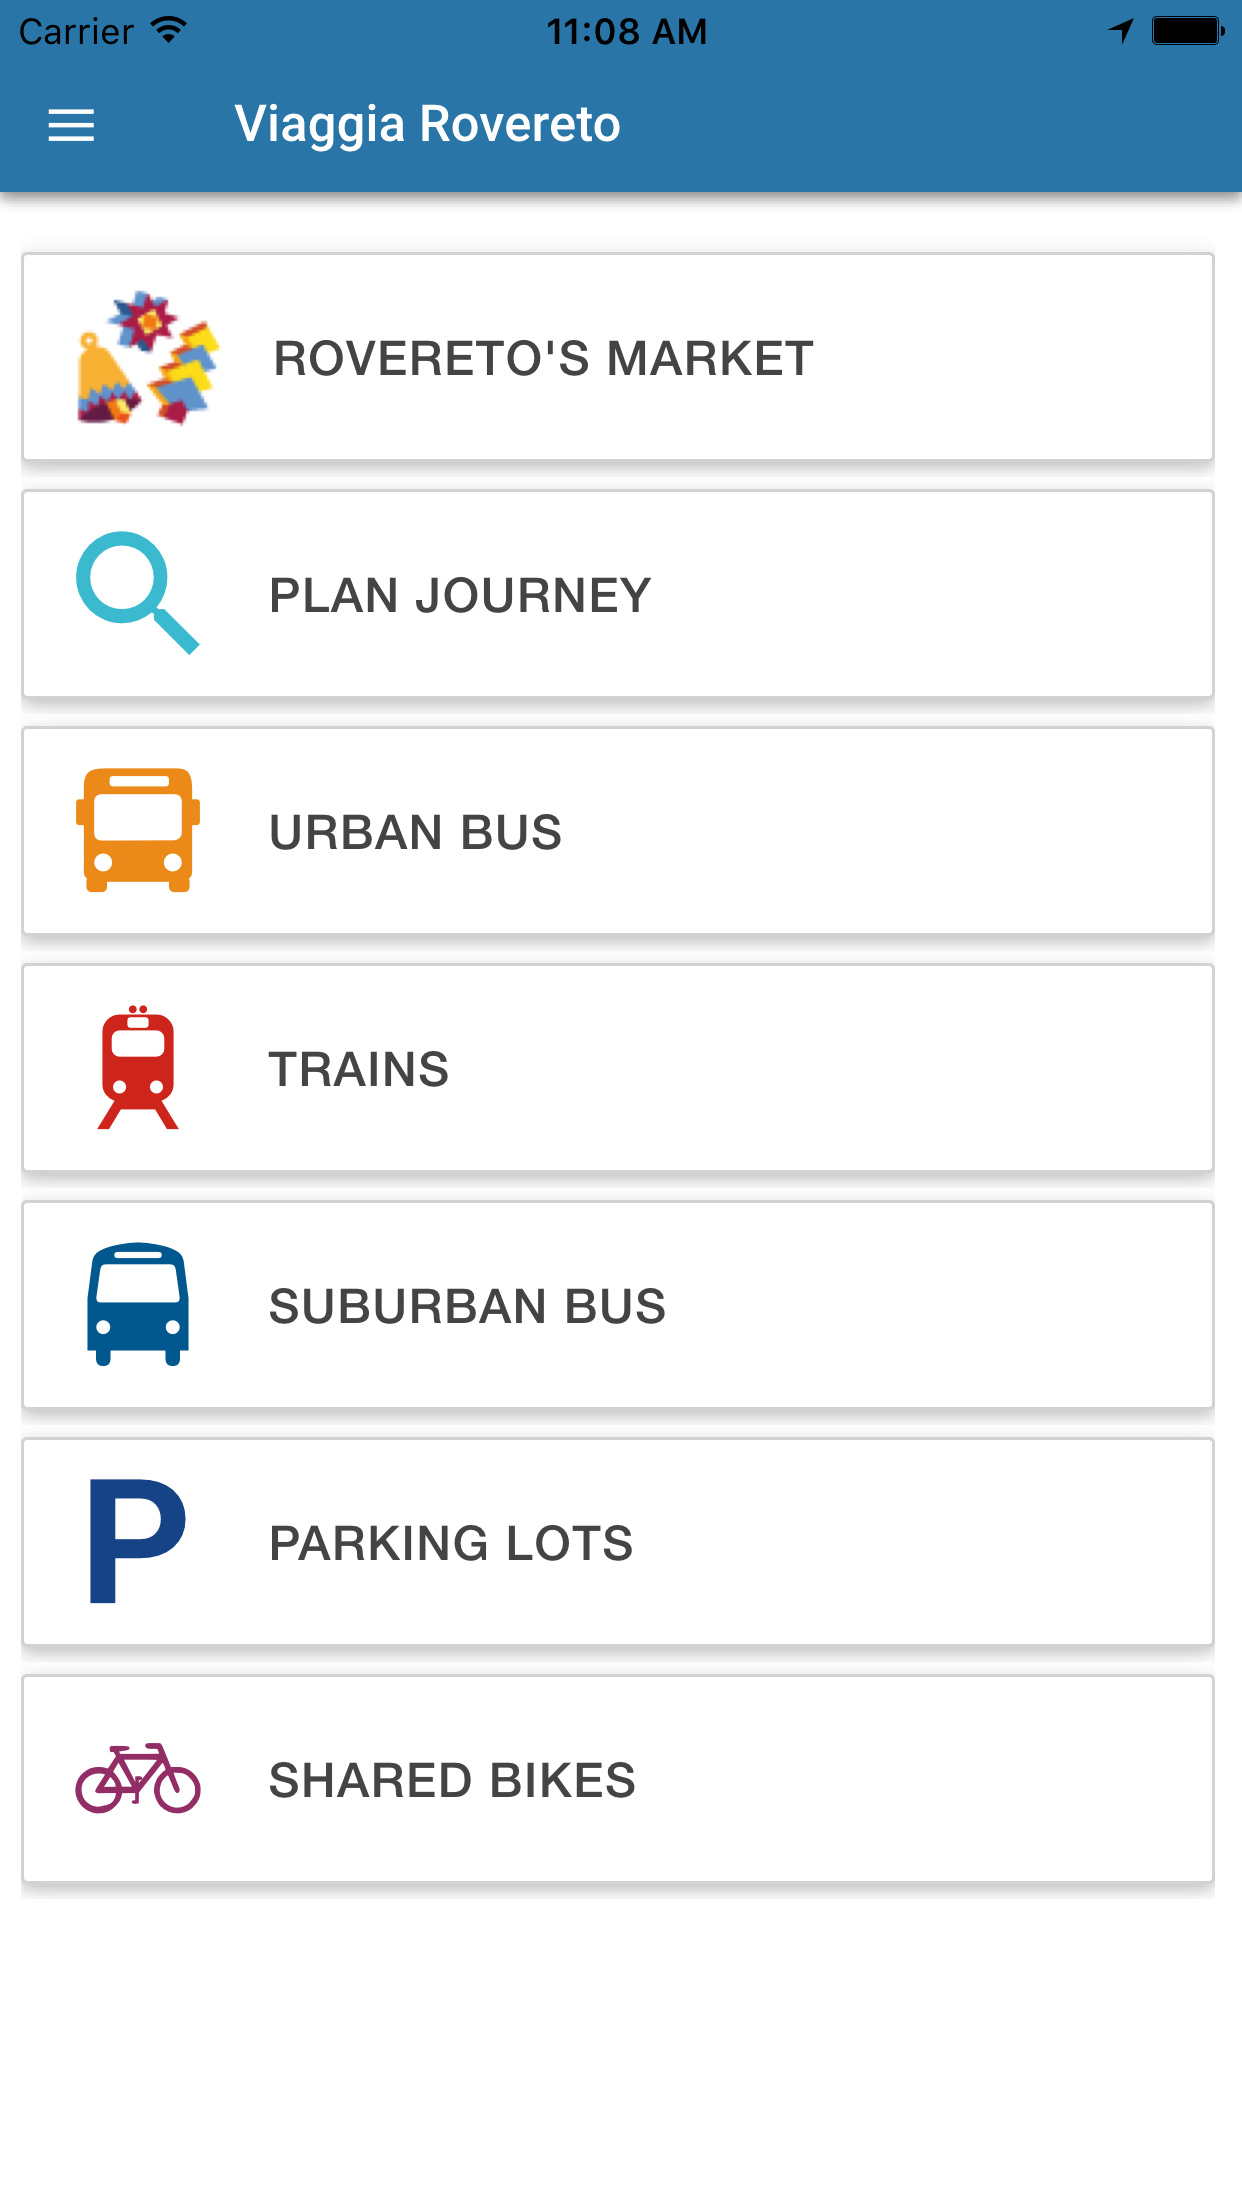 Carrier 11:08 AM
Viaggia Rovereto
ROVERETO'S MARKET
PLAN JOURNEY
URBAN BUS
TRAINS
SUBURBAN BUS
P PARKING LOTS
SHARED BIKES